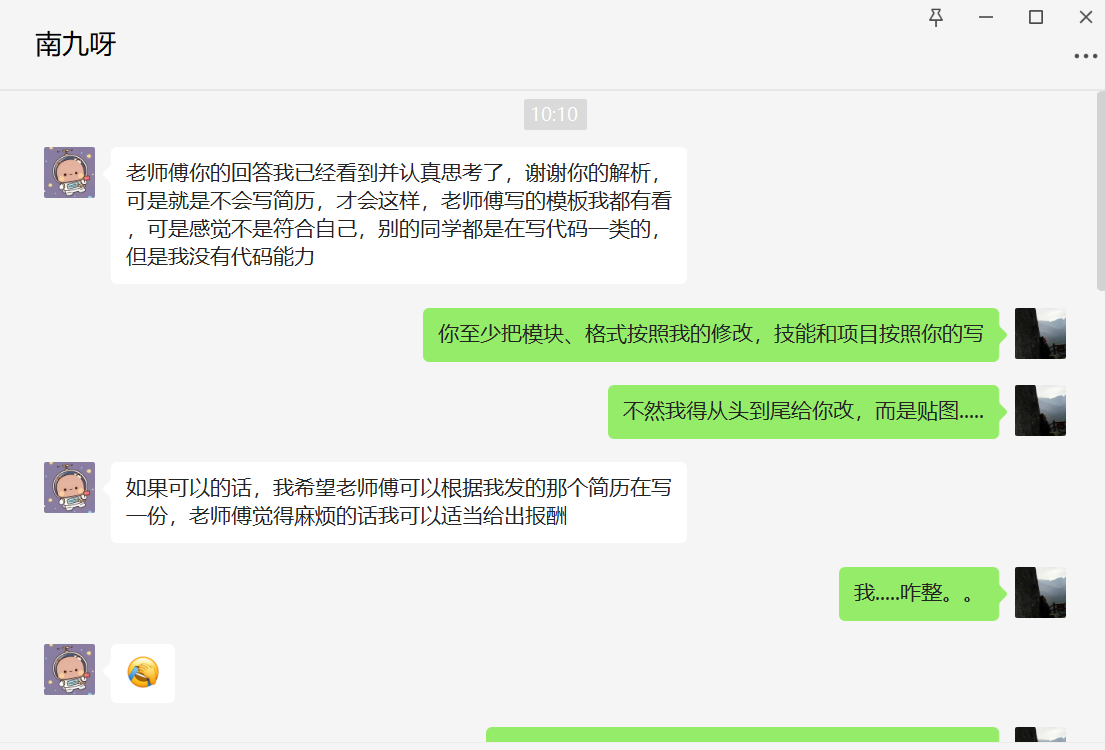 南九呀
10:10
老师傅你的回答我已经看到并认真思考了，谢谢你的解析，
可是就是不会写简历，才会这样，老师傅写的模板我都有看
，可是感觉不是符合自己，别的同学都是在写代码一类的，
但是我没有代码能力
你至少把模块、格式按照我的修改，技能和项目按照你的写
不然我得从头到尾给你改，而是贴图.....
如果可以的话，我希望老师傅可以根据我发的那个简历在写
一份，老师傅觉得麻烦的话我可以适当给出报酬
我.....咋整。。